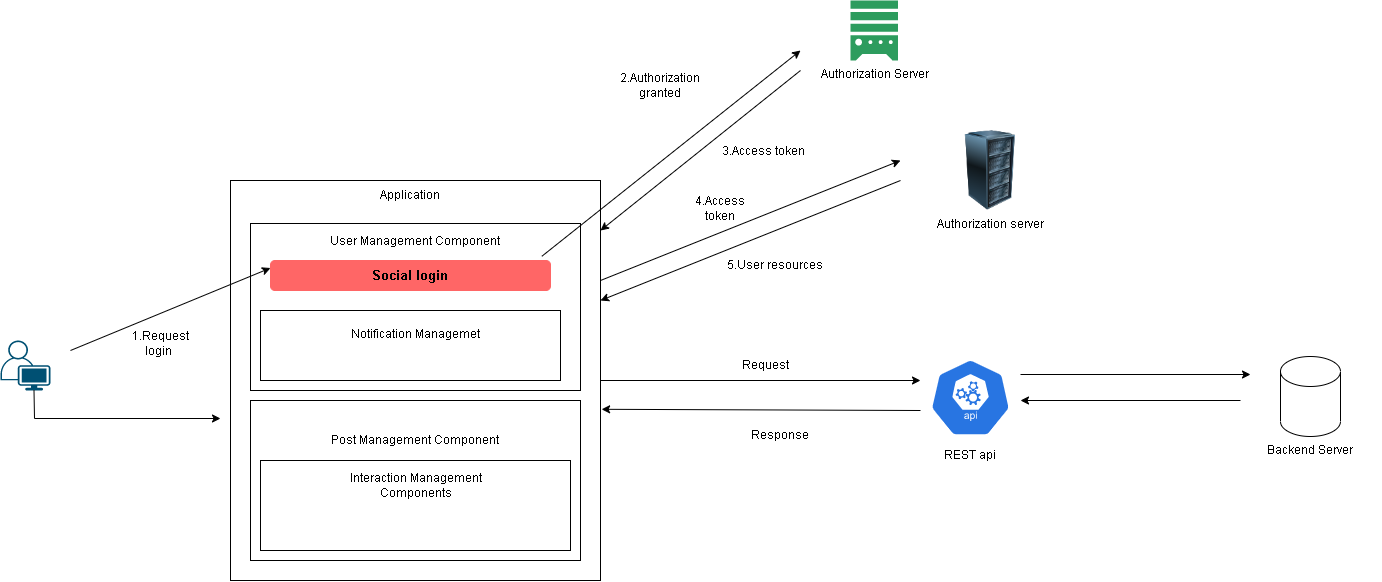 Authorization Server
2.Authorization
granted
3.Access token
Application
4.Access
token
Authorization server
User Management Component
5.User resources
Social login
1.Request
login
Notification Managemet
Request
api
Response
REST api
Backend Server
Post Management Component
Interaction Management
Components